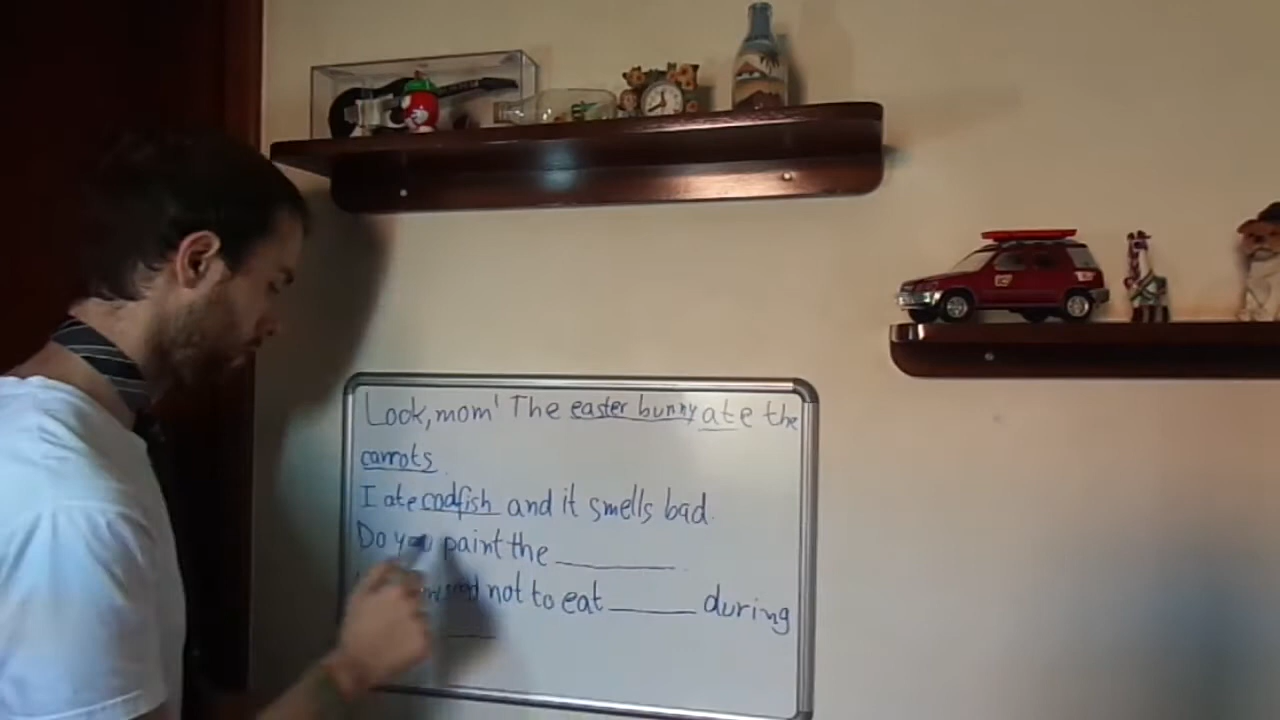 Look, mom! The easter bunny ate the
carrots.
I ate codfish and it smells bad.
Do you paint the ______
not to eat ______ during